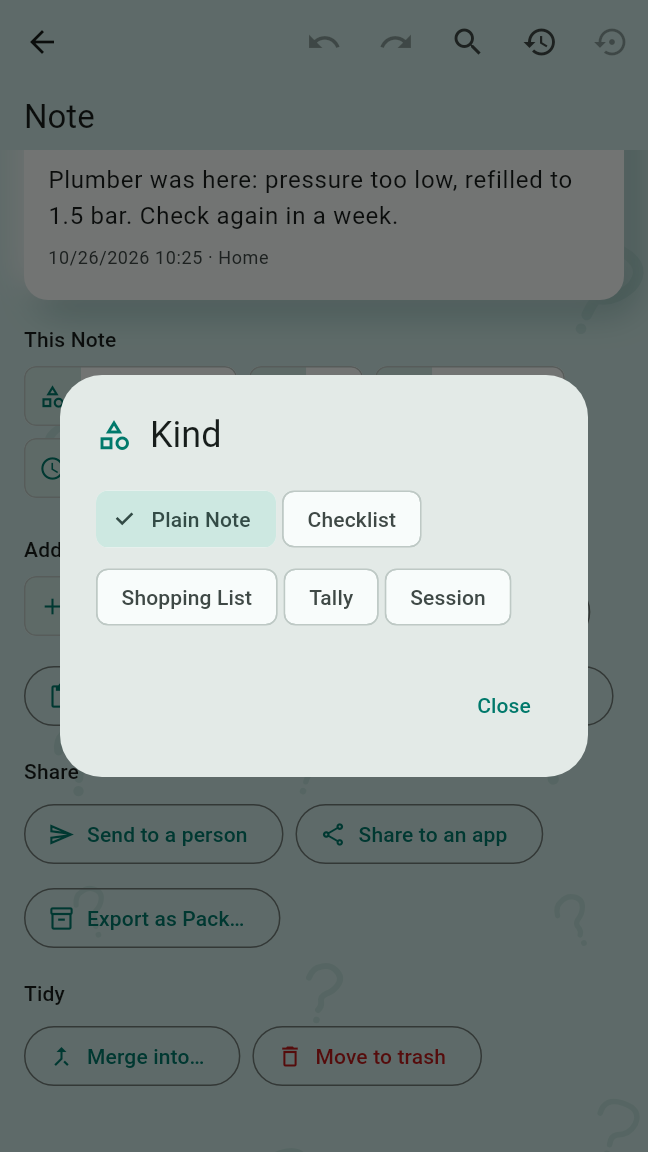 Note
Plumber was here: pressure too low, refilled to
1.5 bar. Check again in a week.
10/26/2026 10:25 · Home
This Note
Kind
Plain Note
Checklist
Add
Shopping List
Tally
Session
Close
Share
Send to a person
Share to an app
Export as Pack…
Tidy
Merge into…
Move to trash